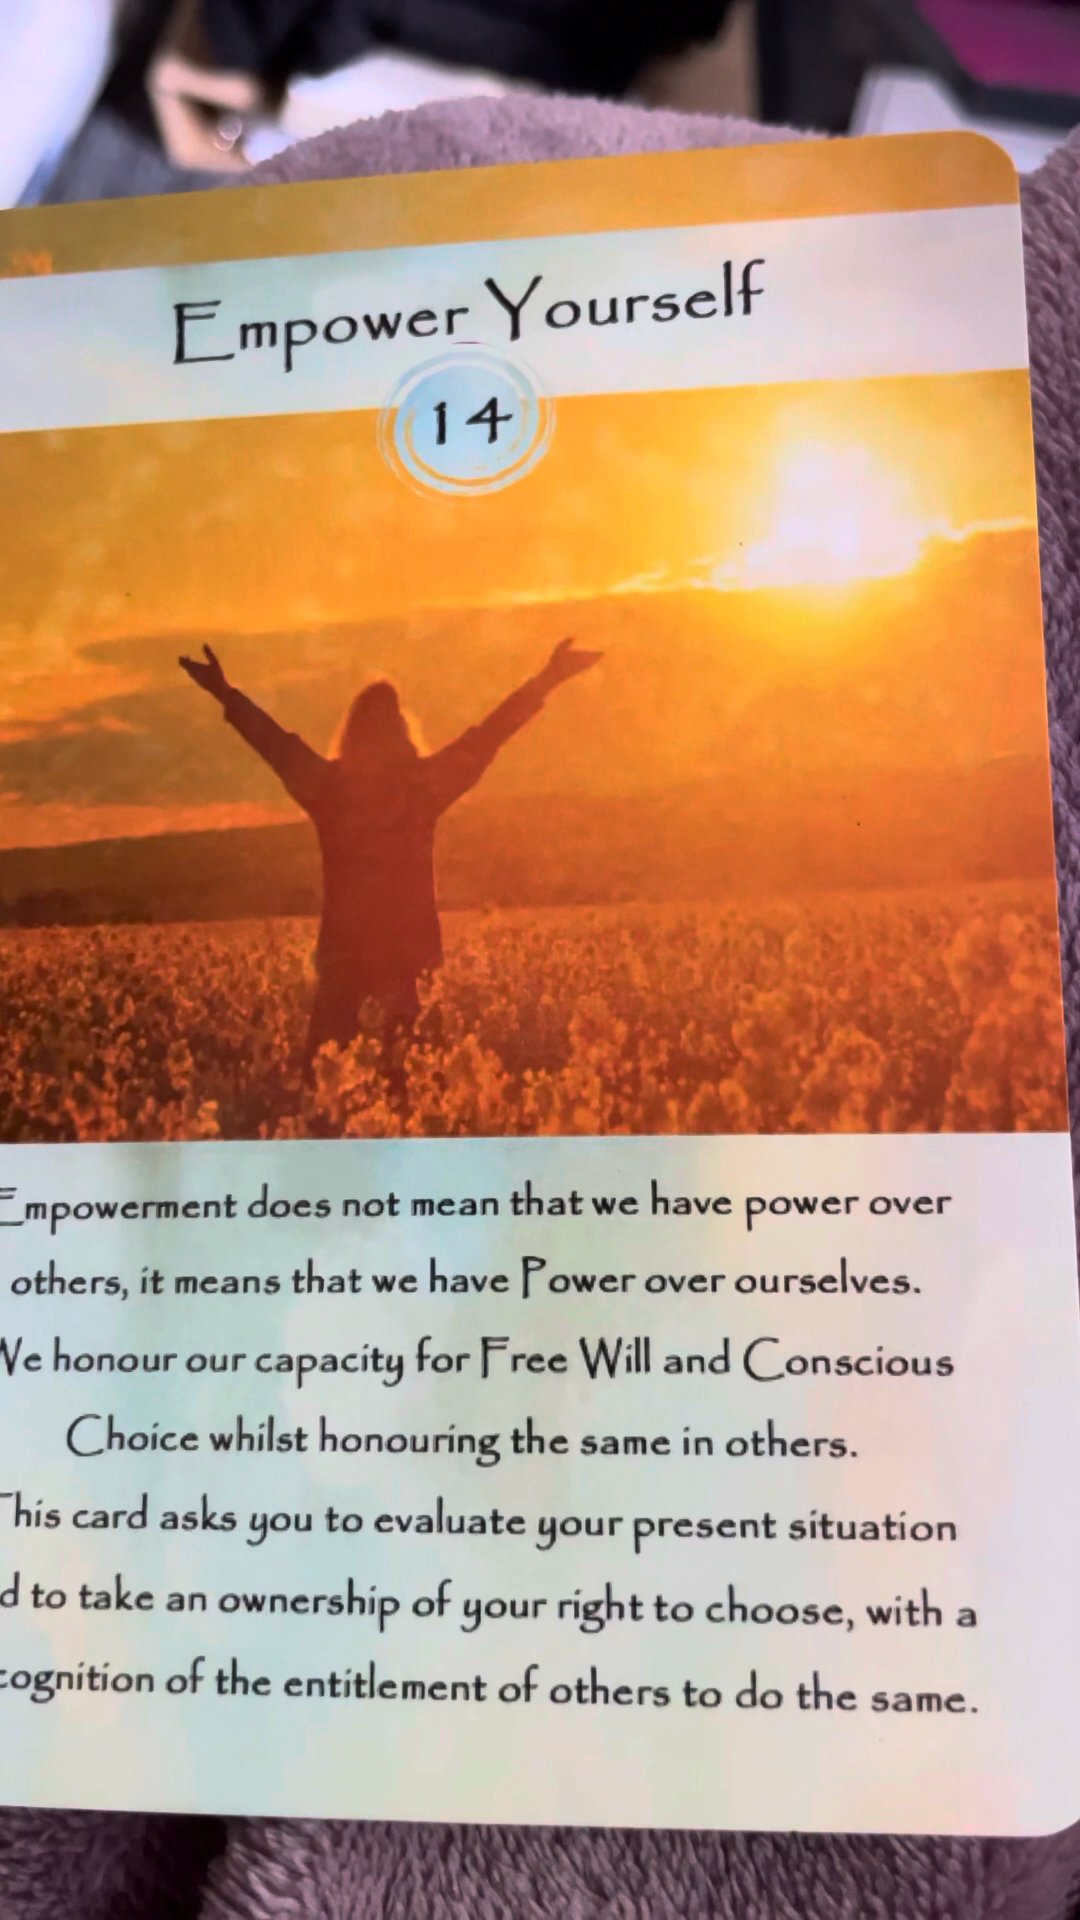 Empower Yourself
14
Empowerment does not mean that we have power over
others, it means that we have Power over ourselves.
We honour our capacity for Free Will and Conscious
Choice whilst honouring the same in others.
This card asks you to evaluate your present situation
d to take an ownership of your right to choose, with a
cognition of the entitlement of others to do the same.